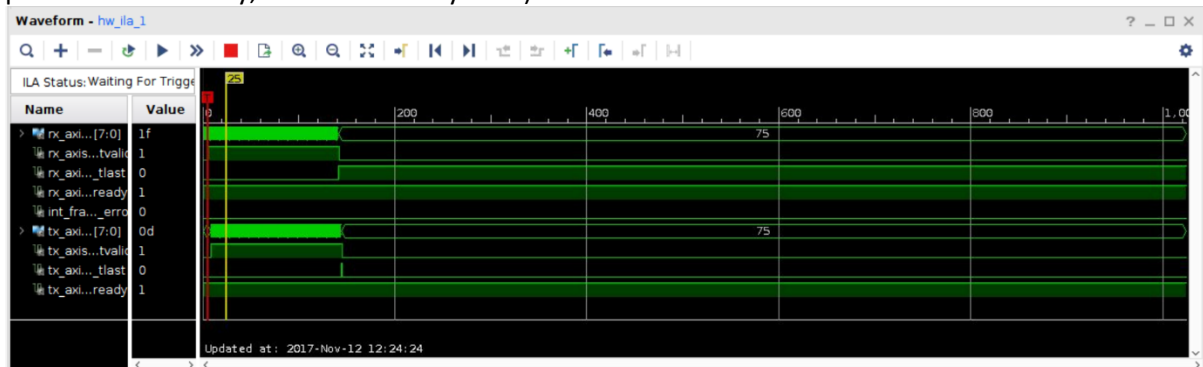 Waveform - hw_ila_1
ILA Status: Waiting For Trigge
25
Name Value
0 200 400 600 800 1,00
rx_axi...[7:0] 1f 75
rx_axis...tvalid 1
rx_axi..._tlast 0
rx_axi...ready 1
int_fra..._erro 0
tx_axi...[7:0] 0d 75
tx_axis...tvalid 1
tx_axi..._tlast 0
tx_axi...ready 1
Updated at: 2017-Nov-12 12:24:24